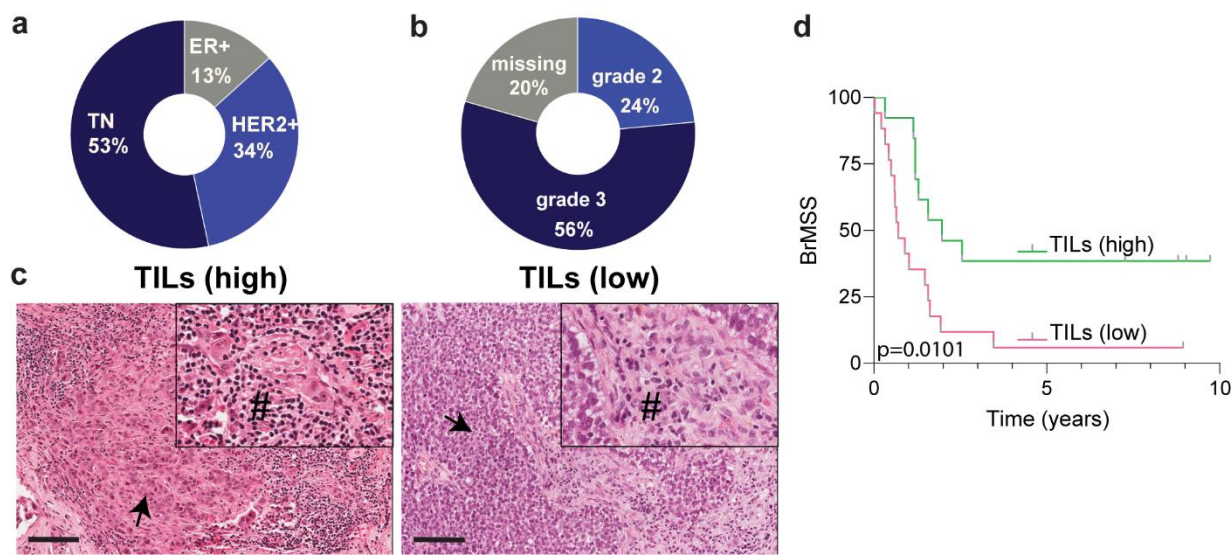 a
ER+
13%
HER2+
34%
TN
53%
b
missing
20%
grade 2
24%
grade 3
56%
c
TILs (high)
#
TILs (low)
#
d
100
75
50
25
0
BrMSS
TILs (high)
TILs (low)
p=0.0101
0
5
10
Time (years)